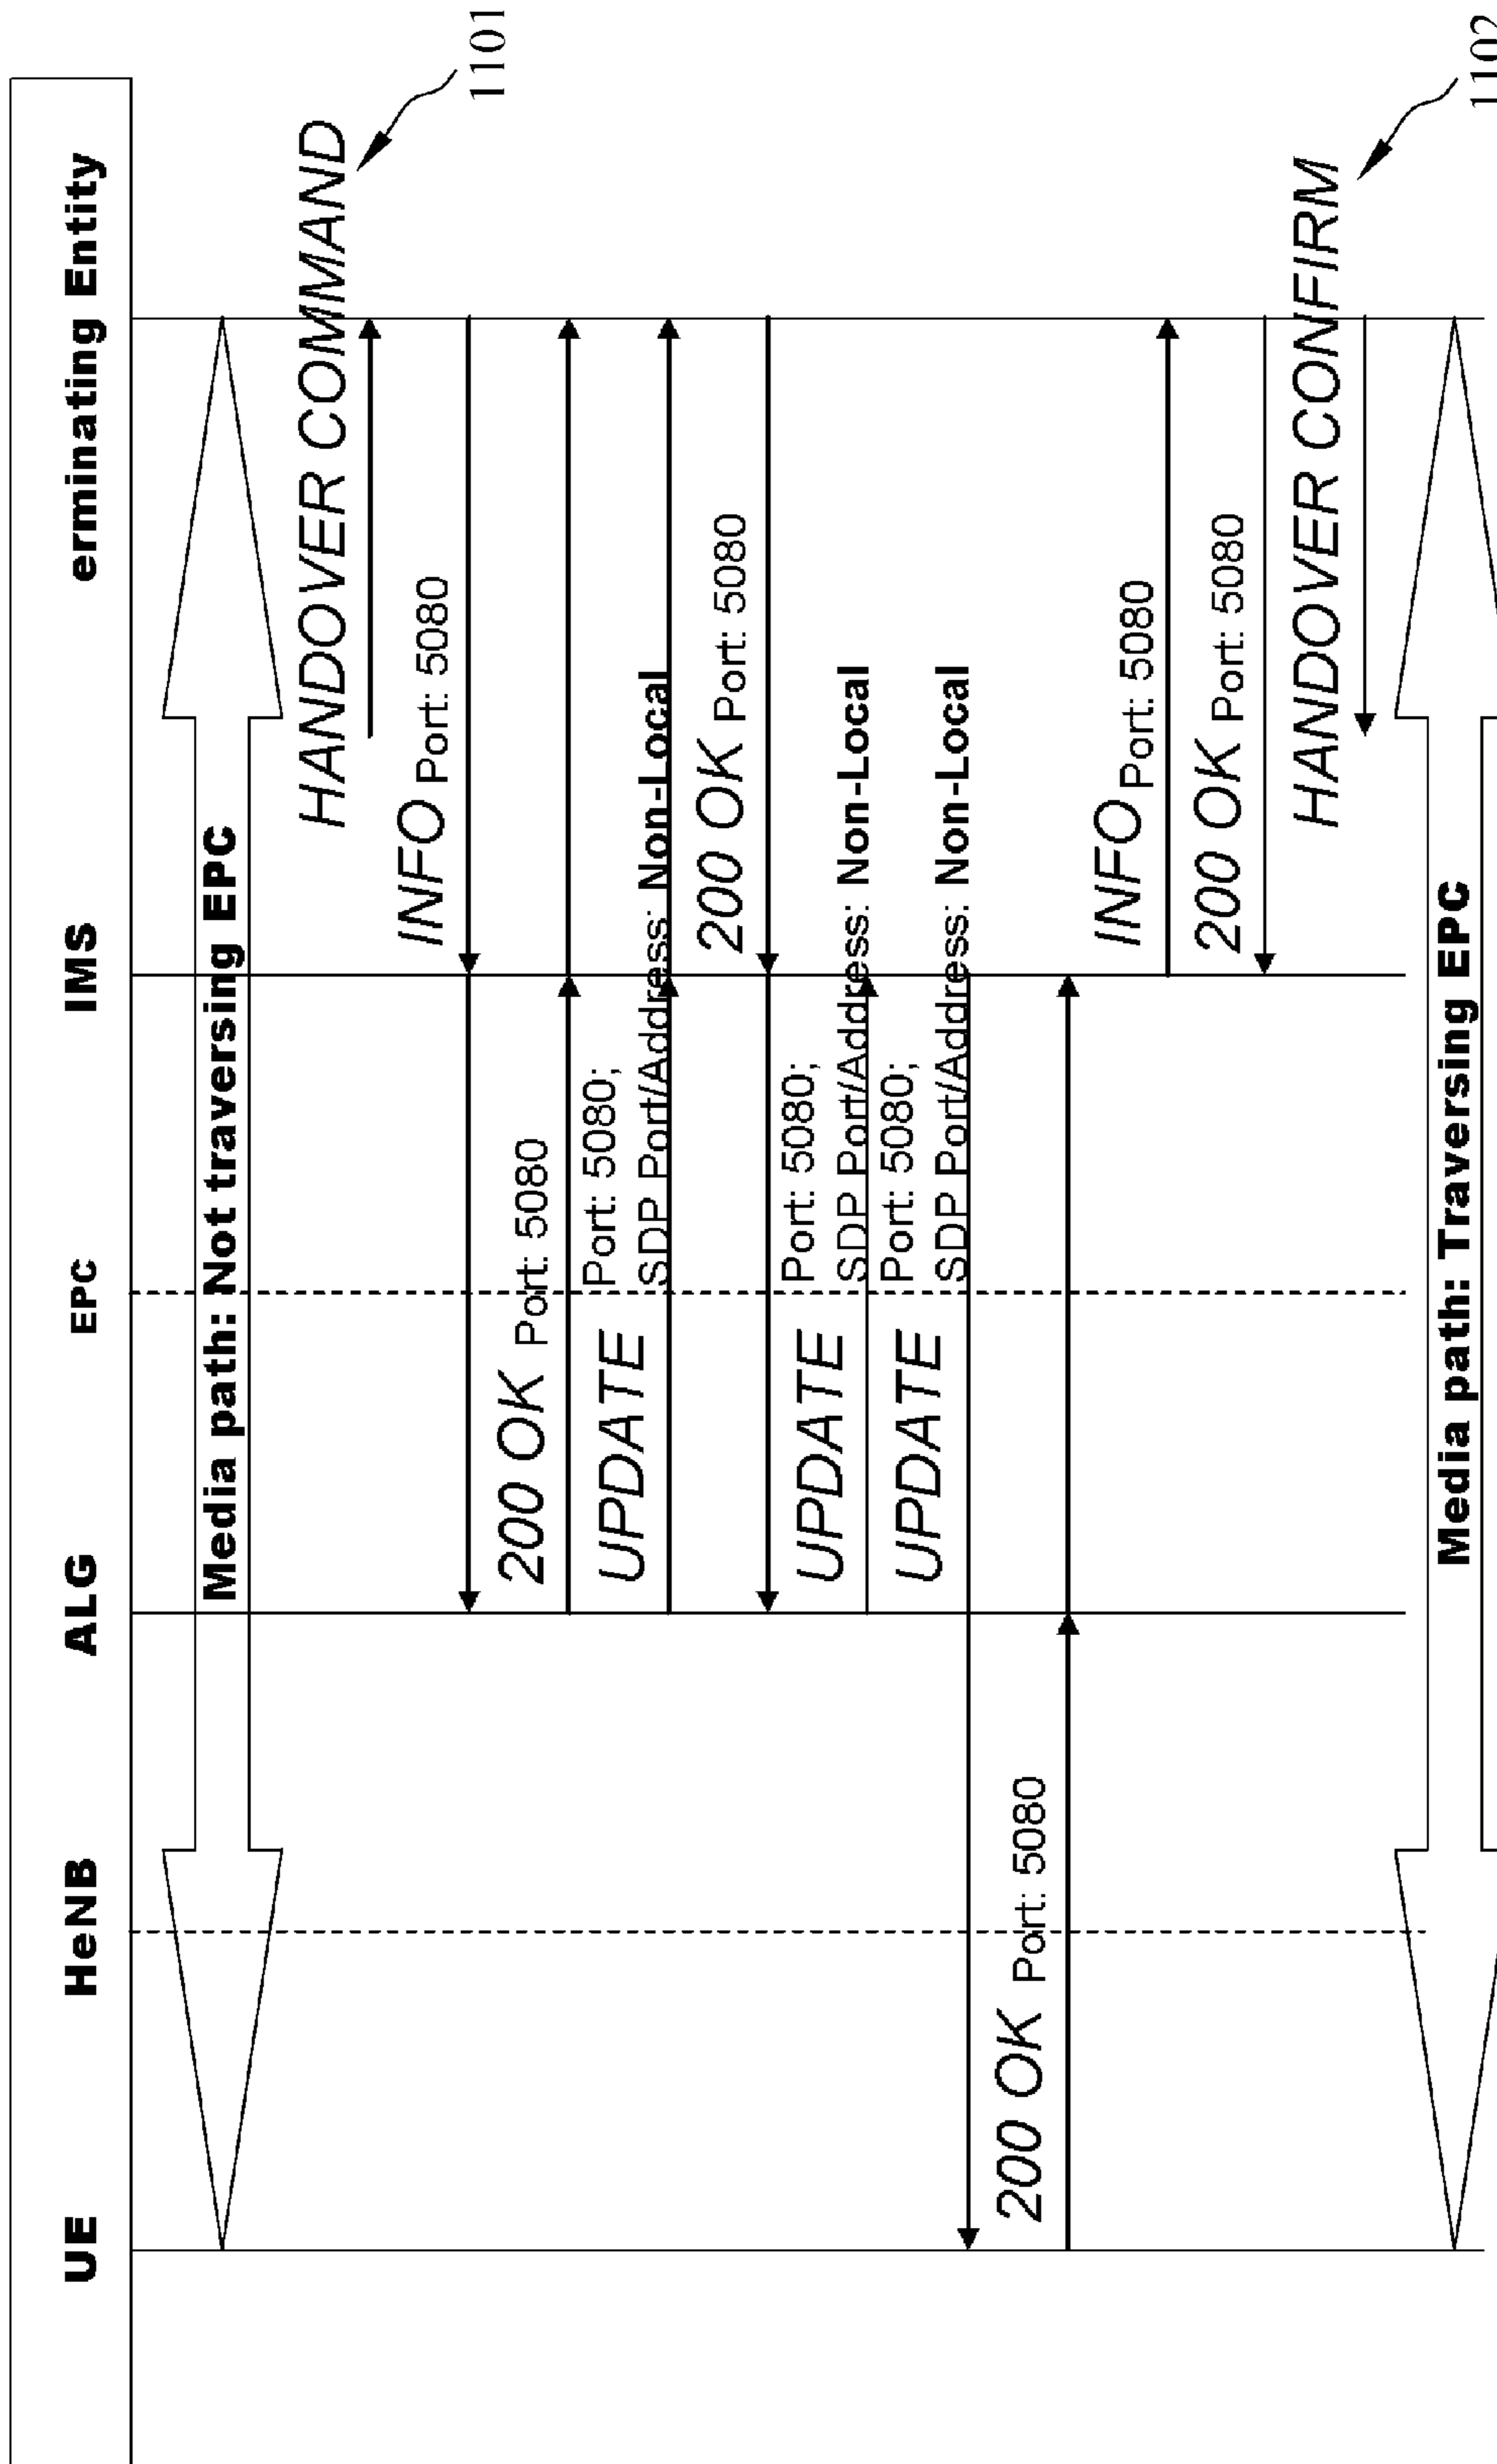 UE HeNB ALG EPC IMS erminating Entity
Media path: Not traversing EPC
HANDOVER COMMAND
1101
INFO Port: 5080
200 OK Port: 5080
UPDATE Port: 5080;
SDP Port/Address: Non-Local
200 OK Port: 5080
UPDATE Port: 5080;
SDP Port/Address: Non-Local
UPDATE Port: 5080;
SDP Port/Address: Non-Local
200 OK Port: 5080
INFO Port: 5080
200 OK Port: 5080
HANDOVER CONFIRM
1102
Media path: Traversing EPC